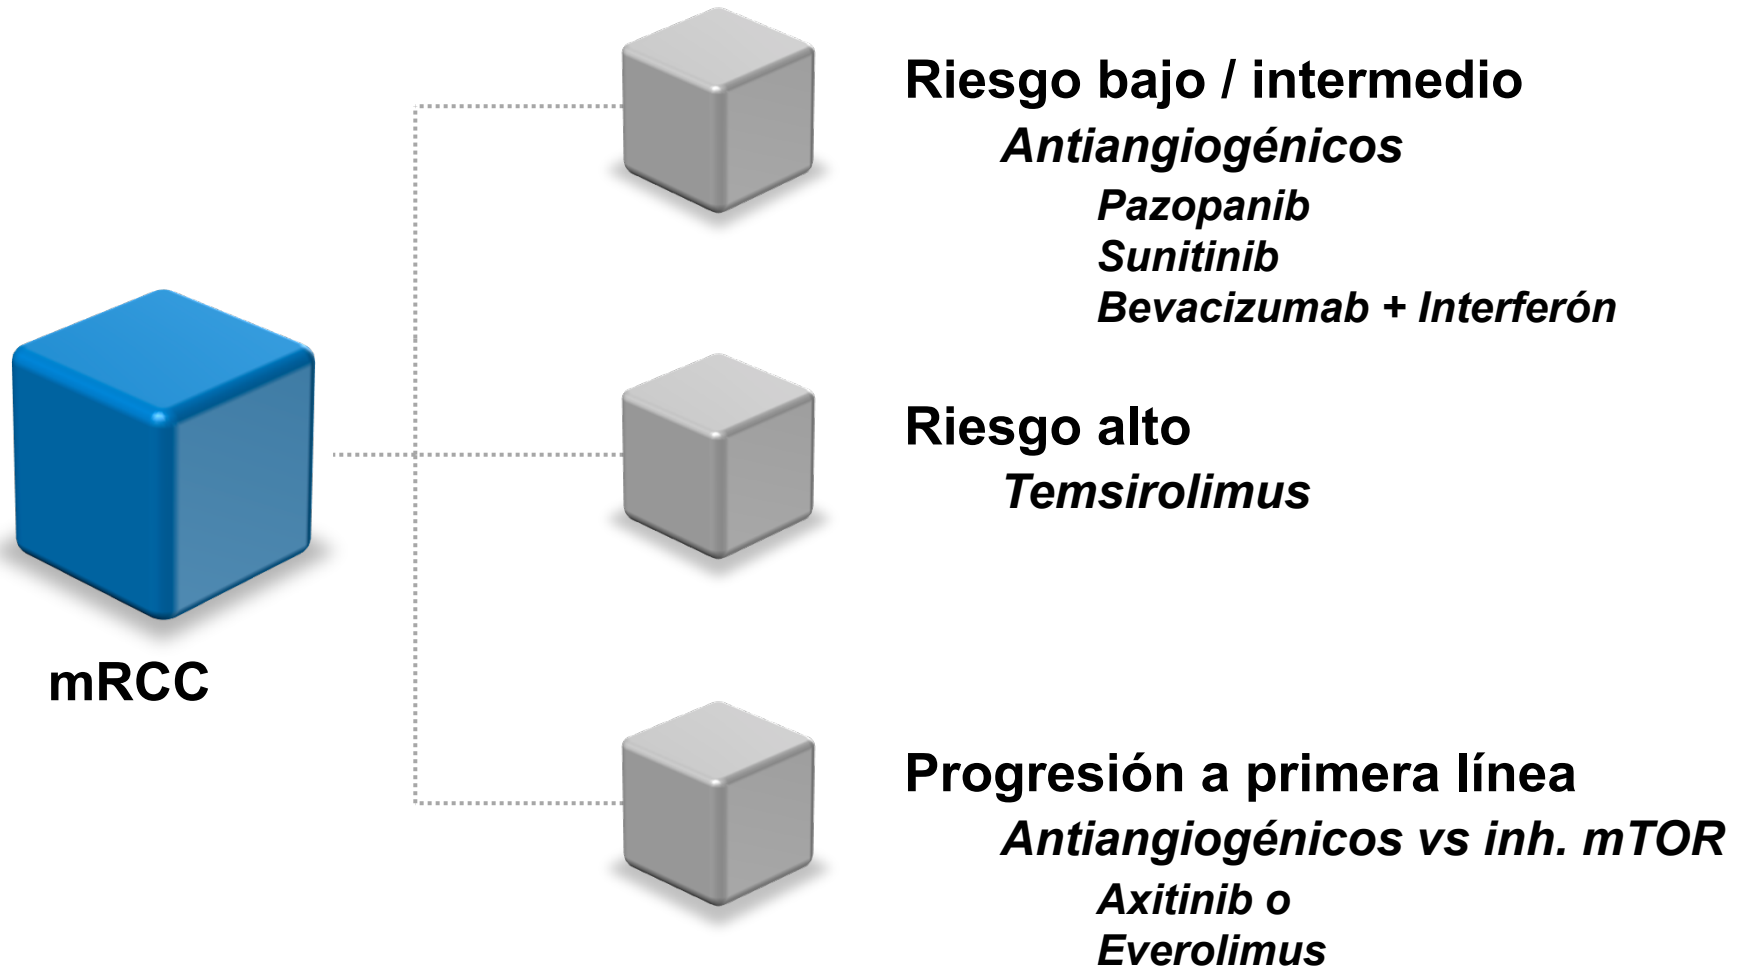 Riesgo bajo / intermedio
Antiangiogénicos
Pazopanib
Sunitinib
Bevacizumab + Interferón
Riesgo alto
Temsirolimus
mRCC
Progresión a primera línea
Antiangiogénicos vs inh. mTOR
Axitinib o
Everolimus